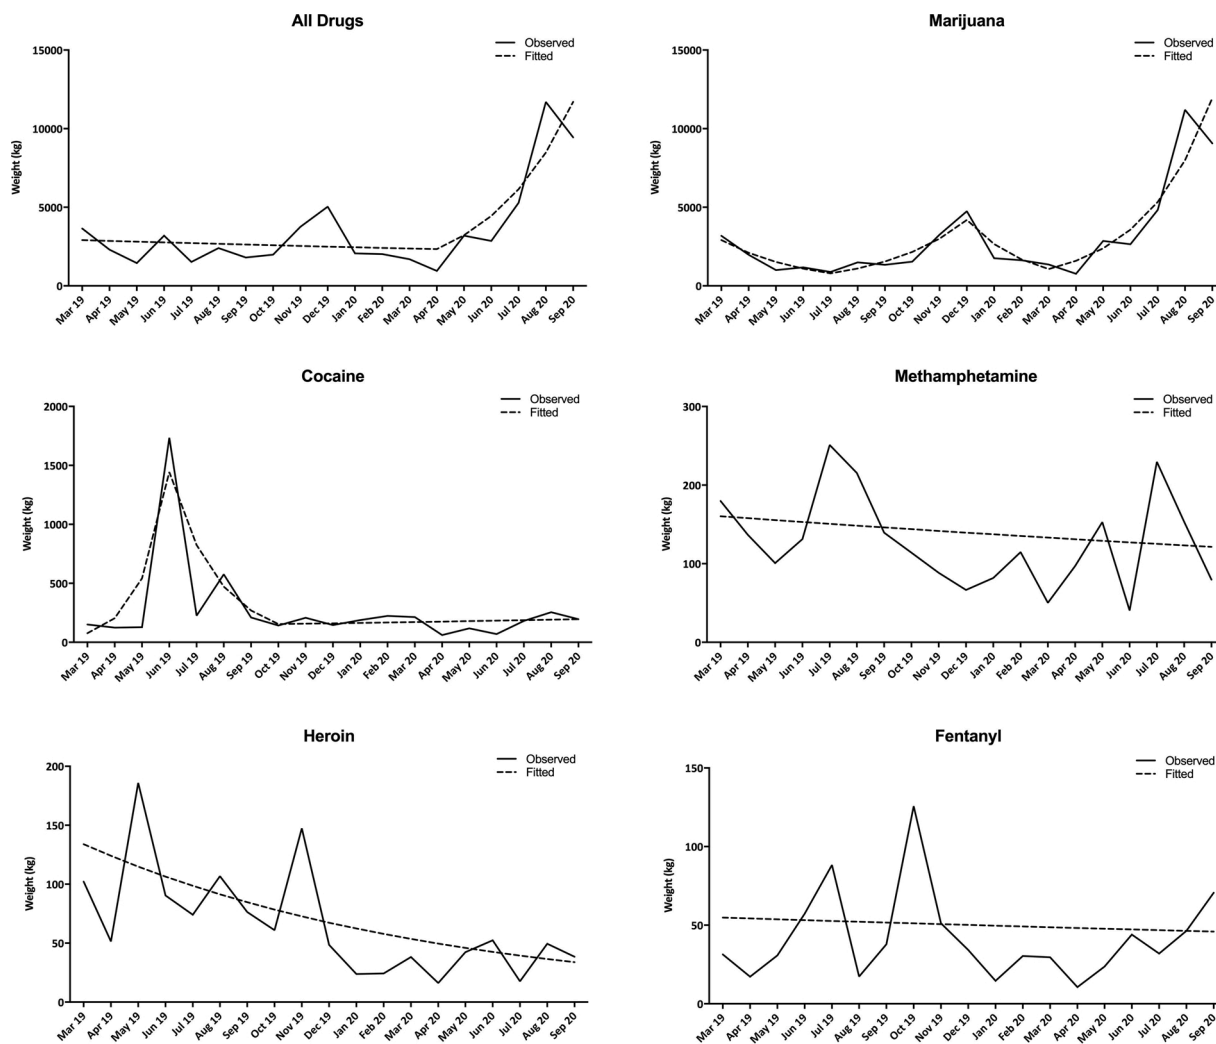 All Drugs
Observed
Fitted
15000
10000
5000
0
Weight (kg)
Mar 19 Apr 19 May 19 Jun 19 Jul 19 Aug 19 Sep 19 Oct 19 Nov 19 Dec 19 Jan 20 Feb 20 Mar 20 Apr 20 May 20 Jun 20 Jul 20 Aug 20 Sep 20
Marijuana
Observed
Fitted
15000
10000
5000
0
Weight (kg)
Mar 19 Apr 19 May 19 Jun 19 Jul 19 Aug 19 Sep 19 Oct 19 Nov 19 Dec 19 Jan 20 Feb 20 Mar 20 Apr 20 May 20 Jun 20 Jul 20 Aug 20 Sep 20
Cocaine
Observed
Fitted
2000
1500
1000
500
0
Weight (kg)
Mar 19 Apr 19 May 19 Jun 19 Jul 19 Aug 19 Sep 19 Oct 19 Nov 19 Dec 19 Jan 20 Feb 20 Mar 20 Apr 20 May 20 Jun 20 Jul 20 Aug 20 Sep 20
Methamphetamine
Observed
Fitted
300
200
100
0
Weight (kg)
Mar 19 Apr 19 May 19 Jun 19 Jul 19 Aug 19 Sep 19 Oct 19 Nov 19 Dec 19 Jan 20 Feb 20 Mar 20 Apr 20 May 20 Jun 20 Jul 20 Aug 20 Sep 20
Heroin
Observed
Fitted
200
150
100
50
0
Weight (kg)
Mar 19 Apr 19 May 19 Jun 19 Jul 19 Aug 19 Sep 19 Oct 19 Nov 19 Dec 19 Jan 20 Feb 20 Mar 20 Apr 20 May 20 Jun 20 Jul 20 Aug 20 Sep 20
Fentanyl
Observed
Fitted
150
100
50
0
Weight (kg)
Mar 19 Apr 19 May 19 Jun 19 Jul 19 Aug 19 Sep 19 Oct 19 Nov 19 Dec 19 Jan 20 Feb 20 Mar 20 Apr 20 May 20 Jun 20 Jul 20 Aug 20 Sep 20